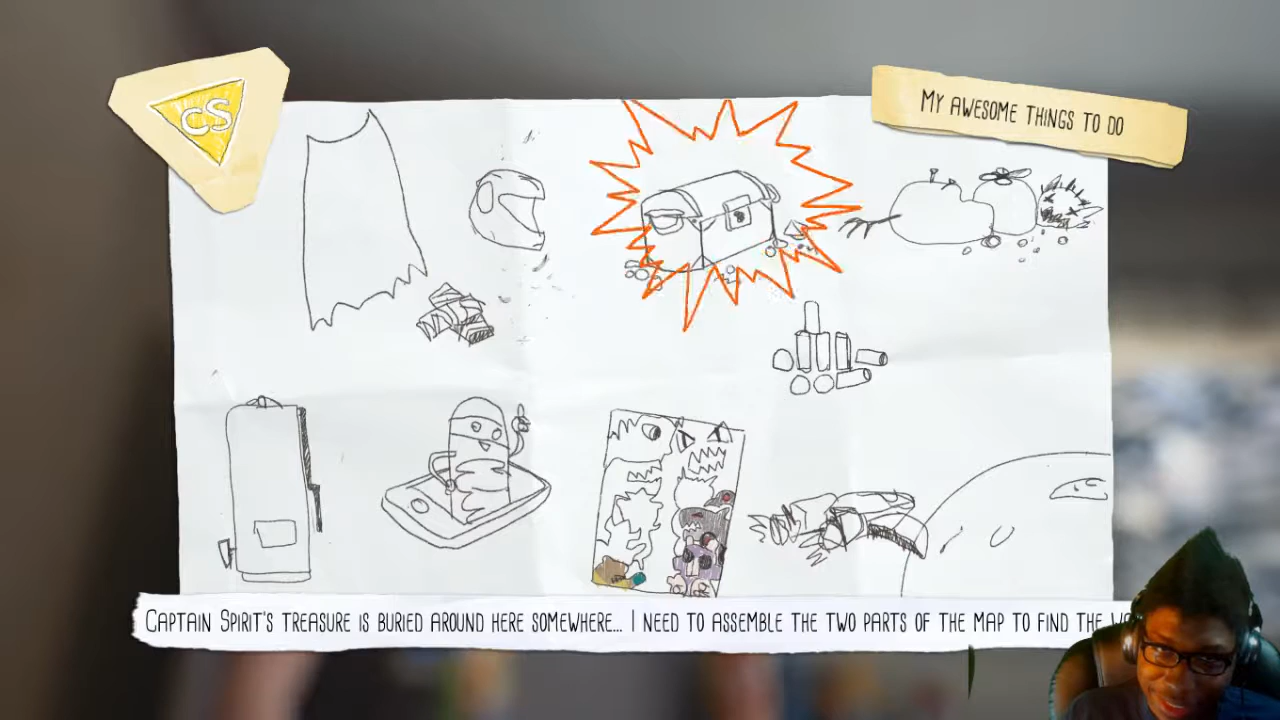 CS
MY AWESOME THINGS TO DO
CAPTAIN SPIRIT'S TREASURE IS BURIED AROUND HERE SOMEWHERE... I NEED TO ASSEMBLE THE TWO PARTS OF THE MAP TO FIND THE